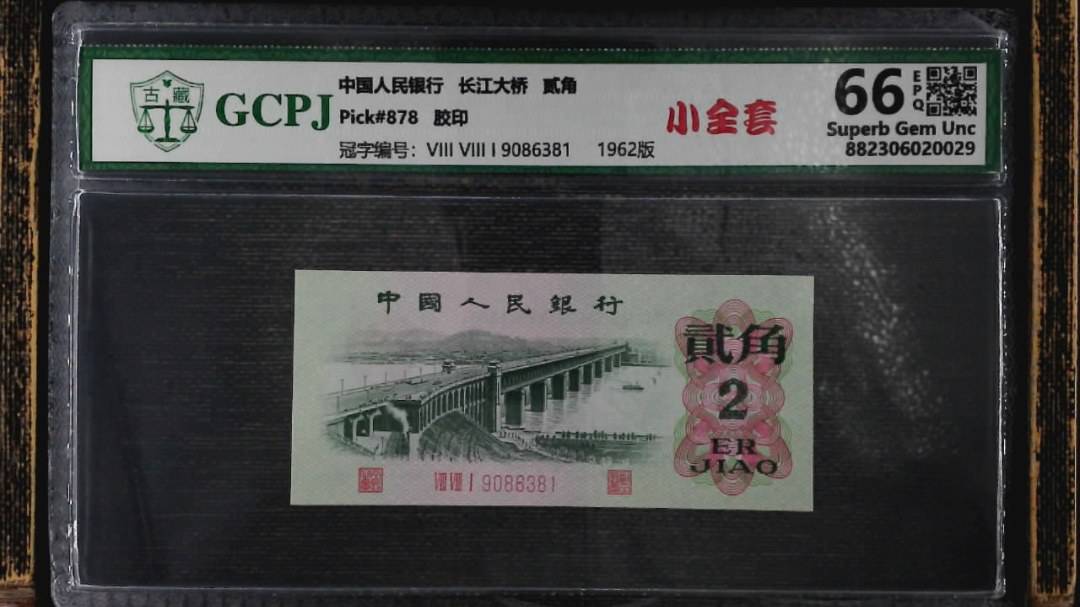 古 藏
GCPJ
中国人民银行 长江大桥 贰角
Pick#878 胶印
冠字编号: VIII VIII I 9086381 1962版
小全套
66 EPQ
Superb Gem Unc
882306020029
中國人民銀行
貳角
2
ER
JIAO
VIII VIII I 9086381